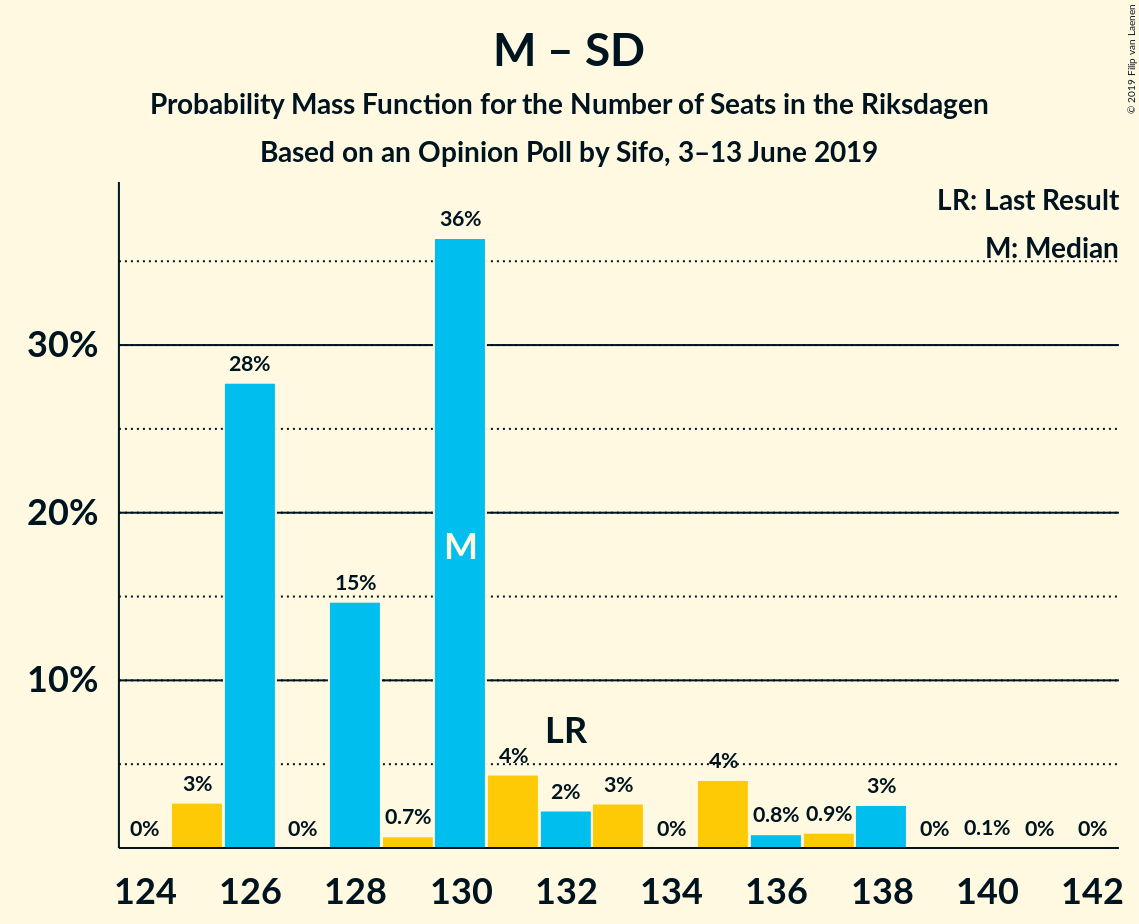 M – SD
Probability Mass Function for the Number of Seats in the Riksdagen
Based on an Opinion Poll by Sifo, 3–13 June 2019
© 2019 Filip van Laenen
LR: Last Result
M: Median
30%
20%
10%
0%
3%
28%
0%
15%
0.7%
36%
M
4%
LR
2%
3%
0%
4%
0.8%
0.9%
3%
0%
0.1%
0%
0%
124 126 128 130 132 134 136 138 140 142